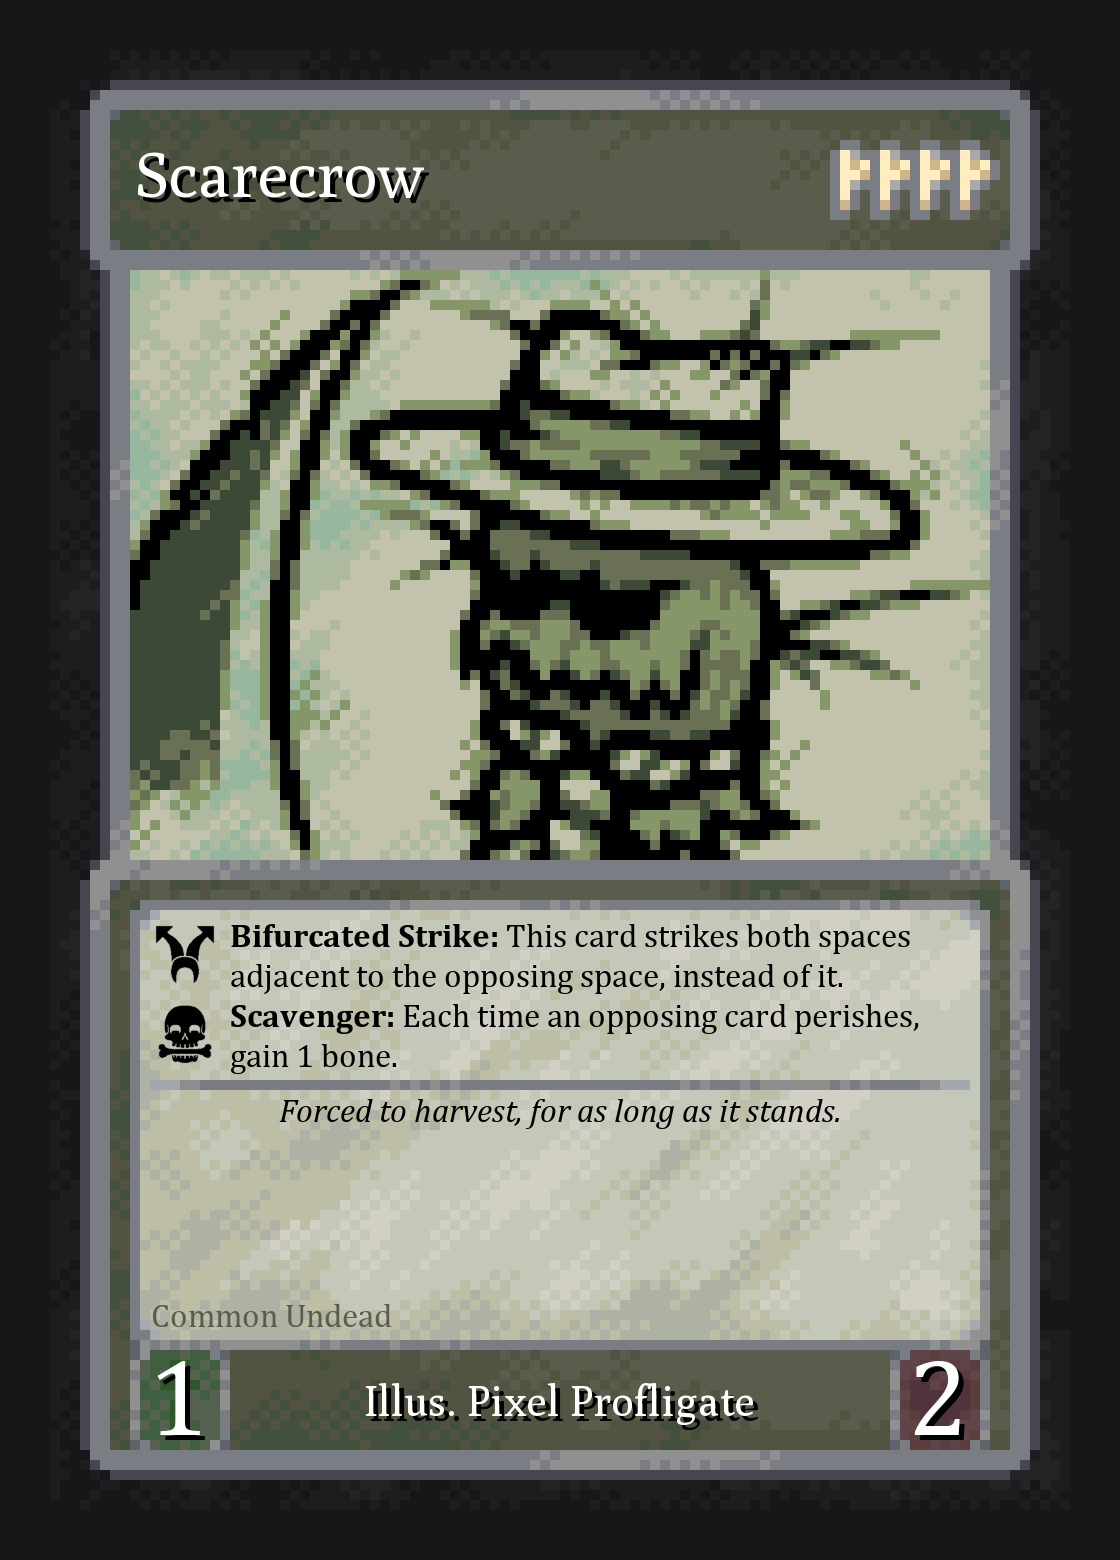 Scarecrow
Bifurcated Strike: This card strikes both spaces
adjacent to the opposing space, instead of it.
Scavenger: Each time an opposing card perishes,
gain 1 bone.
Forced to harvest, for as long as it stands.
Common Undead
1
Illus. Pixel Profligate
2